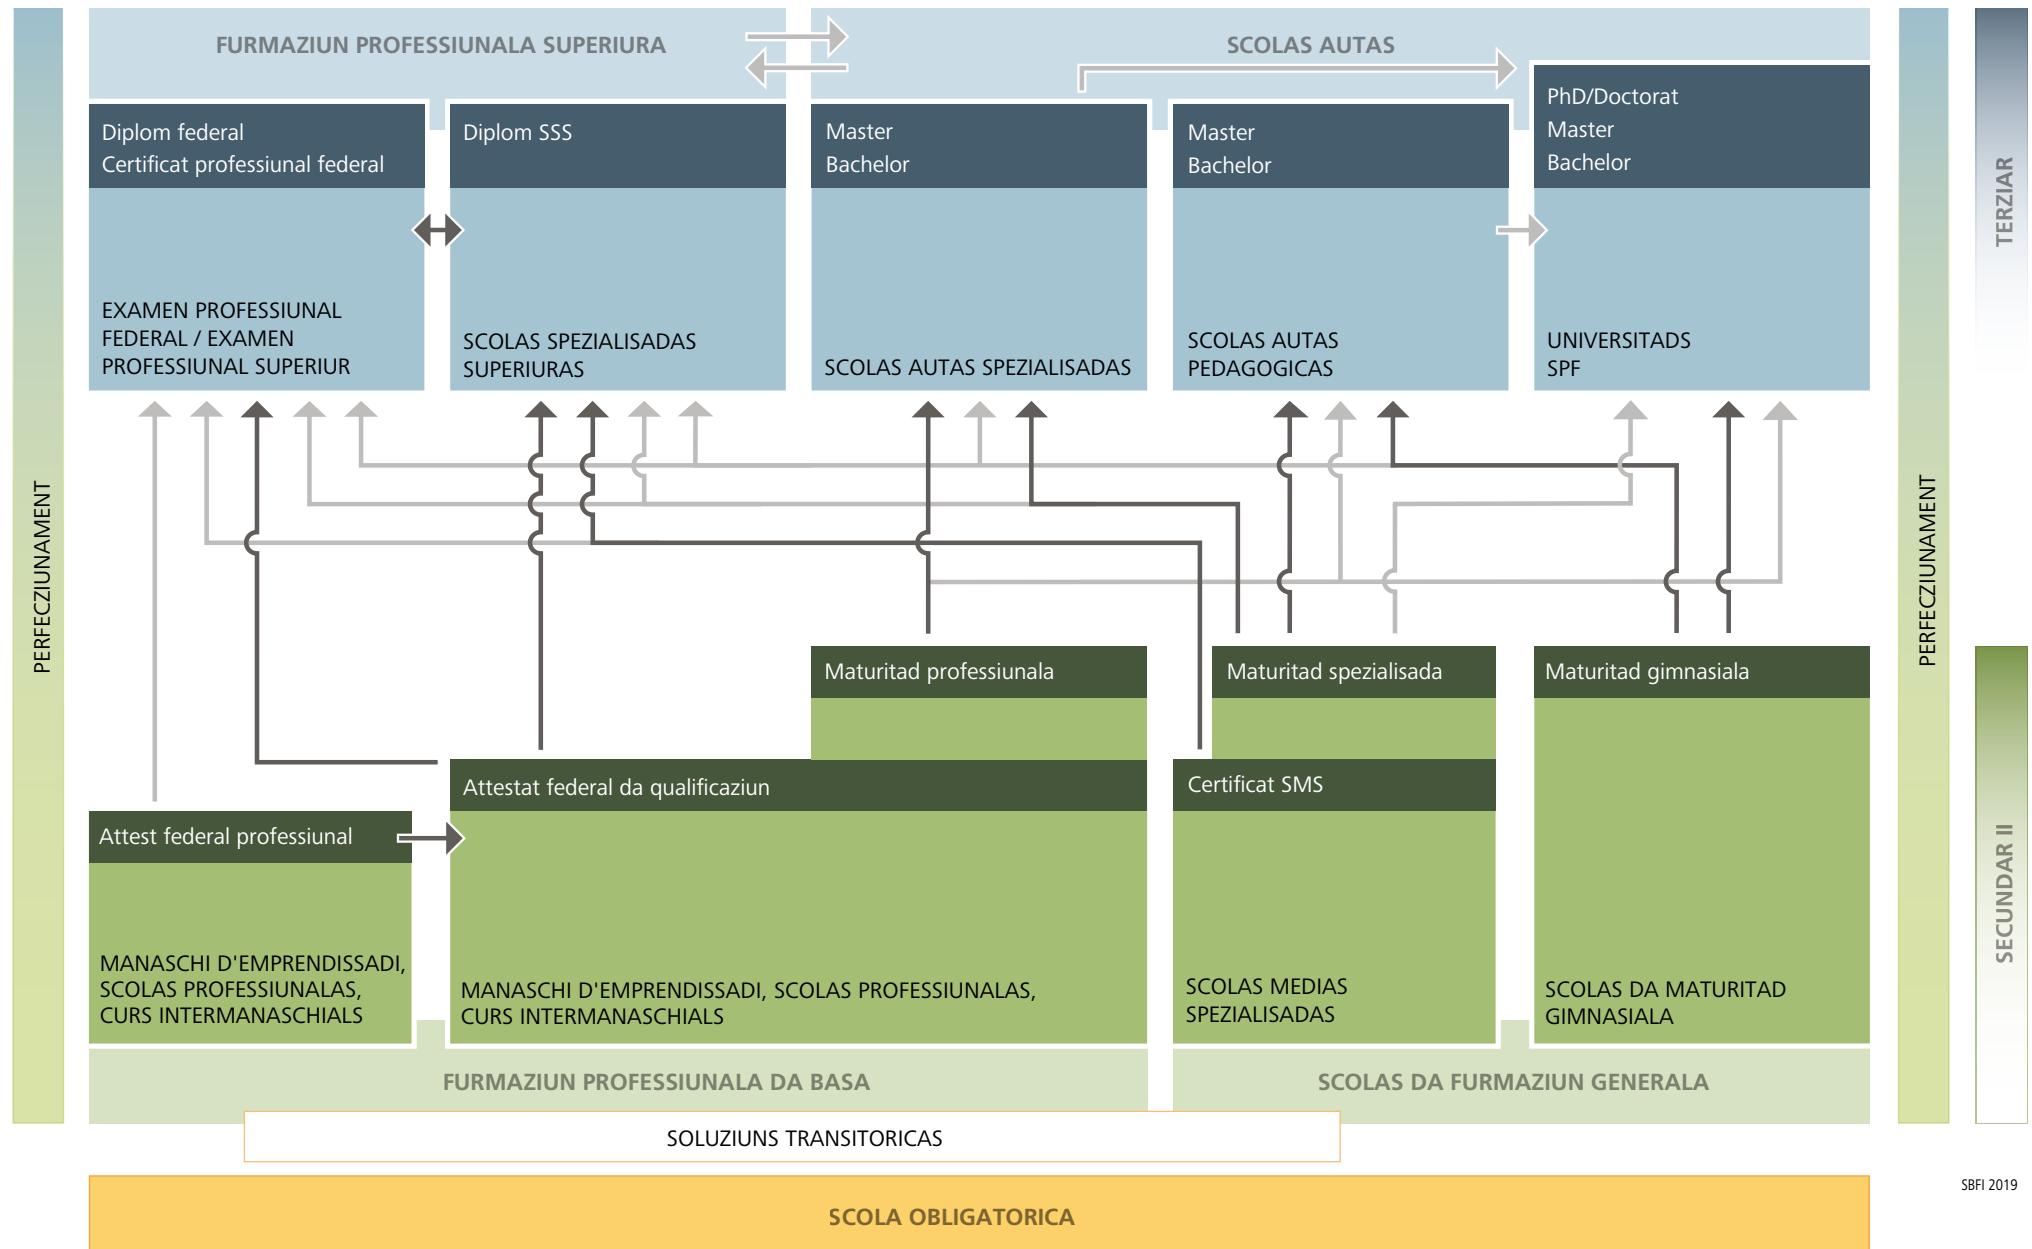 FURMAZIUN PROFESSIUNALA SUPERIURA
SCOLAS AUTAS
Diplom federal
Certificat professiunal federal
Diplom SSS
Master
Bachelor
Master
Bachelor
PhD/Doctorat
Master
Bachelor
EXAMEN PROFESSIUNAL
FEDERAL / EXAMEN
PROFESSIUNAL SUPERIUR
SCOLAS SPEZIALISADAS
SUPERIURAS
SCOLAS AUTAS SPEZIALISADAS
SCOLAS AUTAS
PEDAGOGICAS
UNIVERSITADS
SPF
TERZIAR
PERFECZIUNAMENT
PERFECZIUNAMENT
Maturitad professiunala
Maturitad spezialisada
Maturitad gimnasiala
Attestat federal da qualificaziun
Certificat SMS
Attest federal professiunal
SECUNDAR II
MANASCHI D'EMPRENDISSADI,
SCOLAS PROFESSIUNALAS,
CURS INTERMANASCHIALS
MANASCHI D'EMPRENDISSADI, SCOLAS PROFESSIUNALAS,
CURS INTERMANASCHIALS
SCOLAS MEDIAS
SPEZIALISADAS
SCOLAS DA MATURITAD
GIMNASIALA
FURMAZIUN PROFESSIUNALA DA BASA
SCOLAS DA FURMAZIUN GENERALA
SOLUZIUNS TRANSITORICAS
SBFI 2019
SCOLA OBLIGATORICA